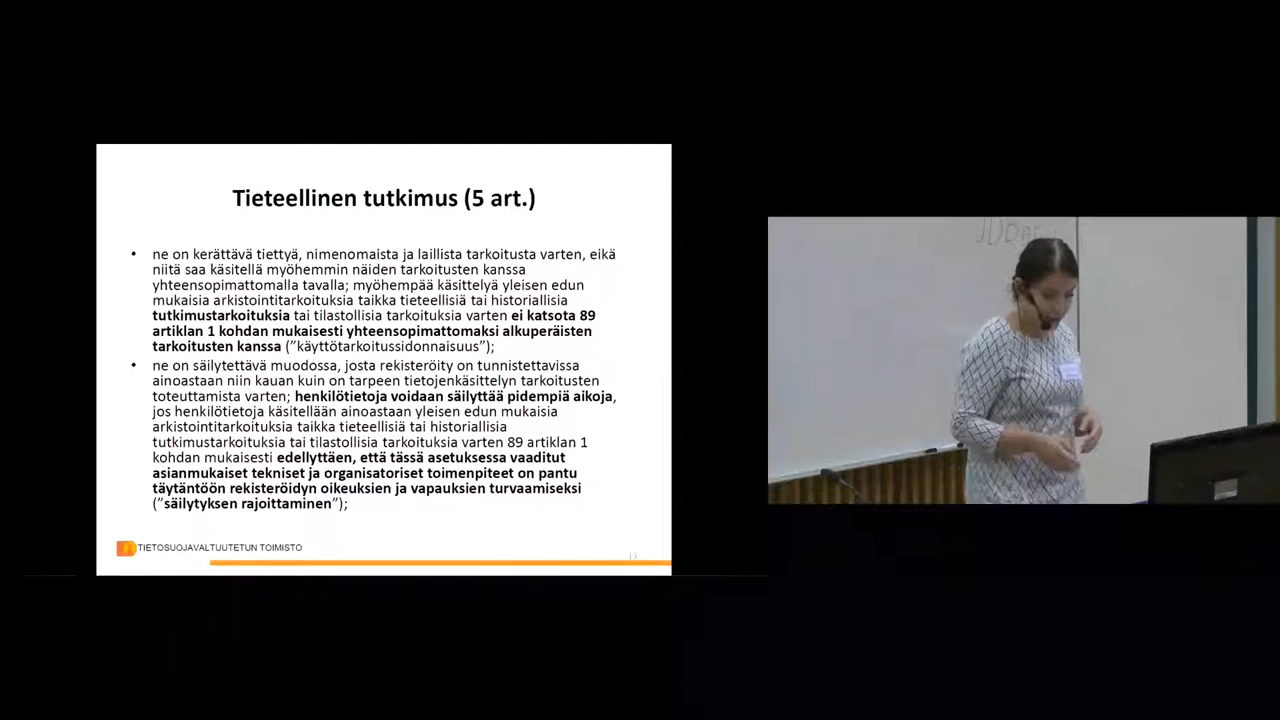 Tieteellinen tutkimus (5 art.)
• ne on kerättävä tiettyä, nimenomaista ja laillista tarkoitusta varten, eikä
niitä saa käsitellä myöhemmin näiden tarkoitusten kanssa
yhteensopimattomalla tavalla; myöhempää käsittelyä yleisen edun
mukaisia arkistointitarkoituksia taikka tieteellisiä tai historiallisia
tutkimustarkoituksia tai tilastollisia tarkoituksia varten ei katsota 89
artiklan 1 kohdan mukaisesti yhteensopimattomaksi alkuperäisten
tarkoitusten kanssa (”käyttötarkoitussidonnaisuus”);
• ne on säilytettävä muodossa, josta rekisteröity on tunnistettavissa
ainoastaan niin kauan kuin on tarpeen tietojenkäsittelyn tarkoitusten
toteuttamista varten; henkilötietoja voidaan säilyttää pidempiä aikoja,
jos henkilötietoja käsitellään ainoastaan yleisen edun mukaisia
arkistointitarkoituksia taikka tieteellisiä tai historiallisia
tutkimustarkoituksia tai tilastollisia tarkoituksia varten 89 artiklan 1
kohdan mukaisesti edellyttäen, että tässä asetuksessa vaaditut
asianmukaiset tekniset ja organisatoriset toimenpiteet on pantu
täytäntöön rekisteröidyn oikeuksien ja vapauksien turvaamiseksi
(”säilytyksen rajoittaminen”);
TIETOSUOJAVALTUUTETUN TOIMISTO
15